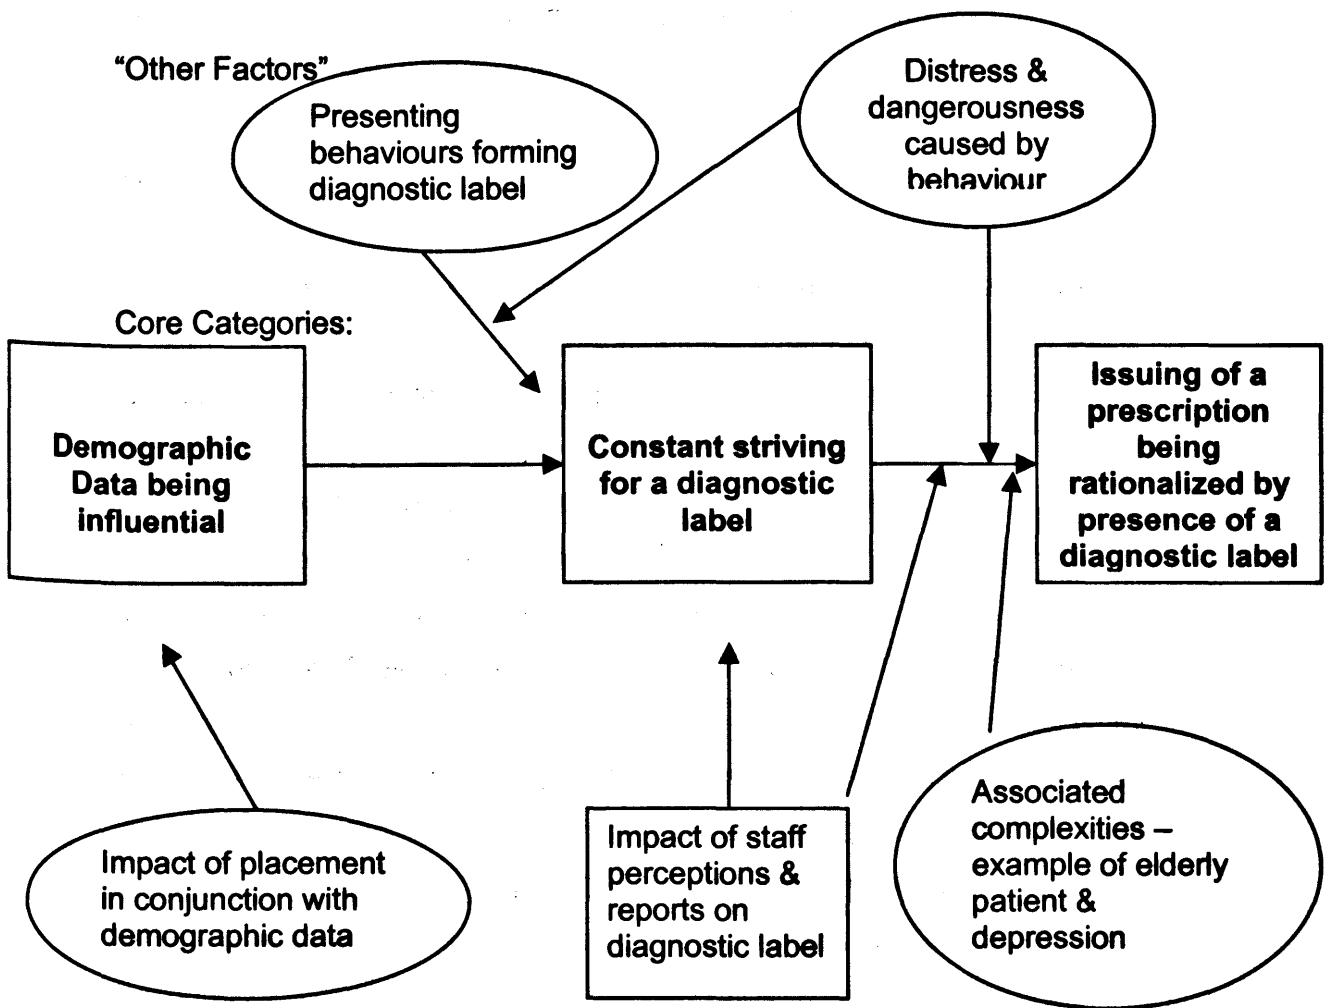 “Other Factors”
Presenting
behaviours forming
diagnostic label
Distress &
dangerousness
caused by
behaviour
Core Categories:
Demographic
Data being
influential
Constant striving
for a diagnostic
label
Issuing of a
prescription
being
rationalized by
presence of a
diagnostic label
Impact of placement
in conjunction with
demographic data
Impact of staff
perceptions &
reports on
diagnostic label
Associated
complexities –
example of elderly
patient &
depression